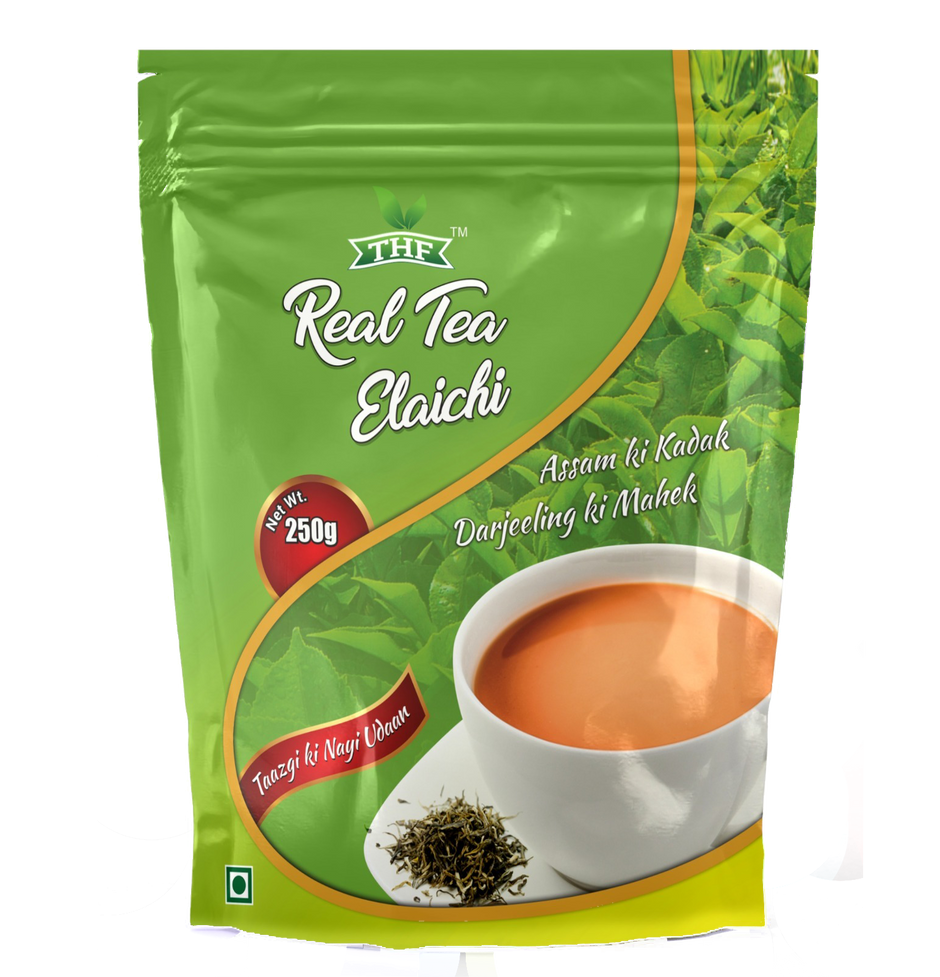 THF
TM
Real Tea
Elaichi
Assam ki Kadak
Darjeeling ki Mahek
Net Wt.
250g
Taazgi ki Nayi Udaan